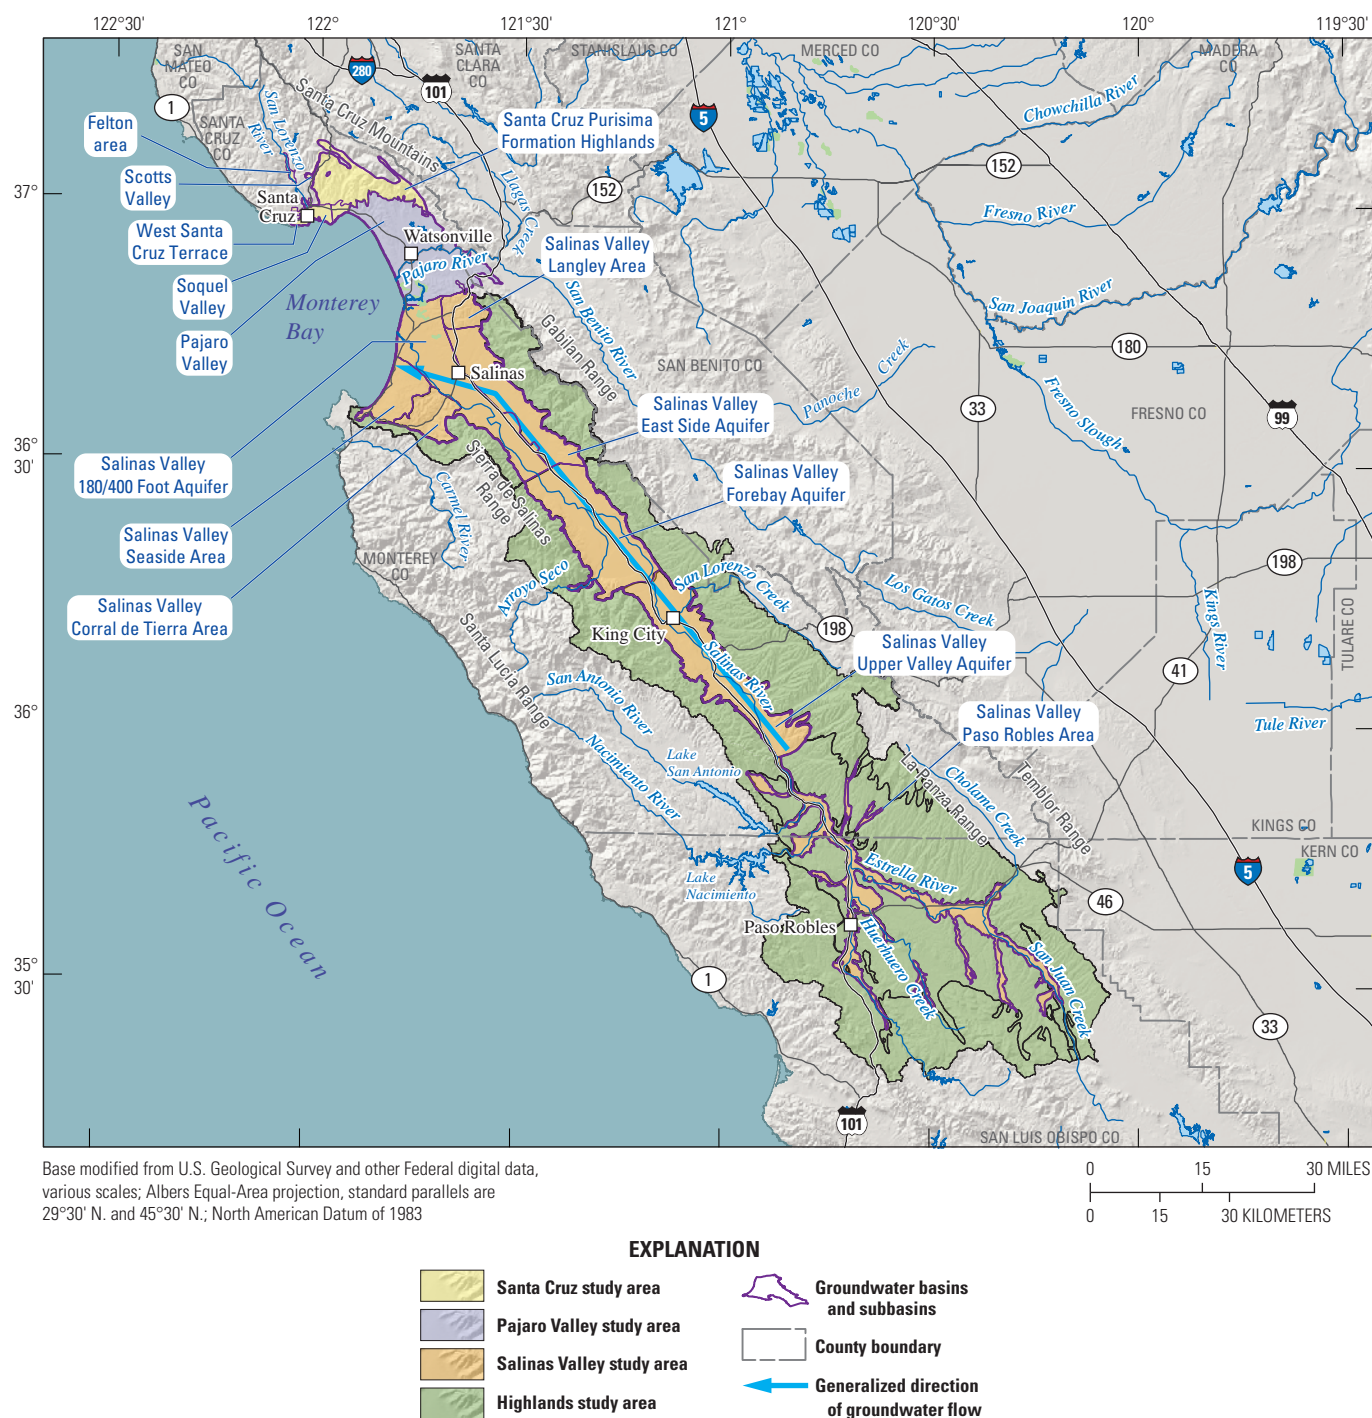 122°30'
122°
121°30'
121°
120°30'
120°
119°30'
SAN
MATEO
CO
280
101
SANTA
CLARA
CO
STANISLAUS CO
MERCED CO
MADERA
CO
1
5
Santa Cruz Mountains
San Lorenzo
River
SANTA
CRUZ
CO
Felton
area
Santa Cruz Purisima
Formation Highlands
Chowchilla River
152
152
37°
Scotts
Valley
Santa
Cruz
Llagas Creek
Fresno River
West Santa
Cruz Terrace
Watsonville
Salinas Valley
Langley Area
Pajaro River
Soquel
Valley
Monterey
Bay
San Benito River
San Joaquin River
Pajaro
Valley
Gabilan Range
SAN BENITO CO
180
Salinas
Panoche Creek
Fresno Slough
33
FRESNO CO
99
Salinas Valley
East Side Aquifer
36°
30'
Salinas Valley
180/400 Foot Aquifer
Sierra de Salinas
Range
Carmel River
Salinas Valley
Forebay Aquifer
Salinas Valley
Seaside Area
MONTEREY
CO
Arroyo Seco
San Lorenzo Creek
Los Gatos Creek
198
Kings River
TULARE CO
Salinas Valley
Corral de Tierra Area
Santa Lucia Range
King City
198
Salinas River
Salinas Valley
Upper Valley Aquifer
41
San Antonio River
36°
Nacimiento River
Salinas Valley
Paso Robles Area
Tule River
Lake
San Antonio
La Panza Range
Cholame Creek
Temblor Range
Pacific Ocean
KINGS CO
KERN CO
Lake
Nacimiento
Estrella River
5
46
Paso Robles
Huerhuero Creek
San Juan Creek
35°
30'
1
33
101
SAN LUIS OBISPO CO
Base modified from U.S. Geological Survey and other Federal digital data,
various scales; Albers Equal-Area projection, standard parallels are
29°30' N. and 45°30' N.; North American Datum of 1983
0 15 30 MILES
0 15 30 KILOMETERS
EXPLANATION
Santa Cruz study area
Pajaro Valley study area
Salinas Valley study area
Highlands study area
Groundwater basins
and subbasins
County boundary
Generalized direction
of groundwater flow